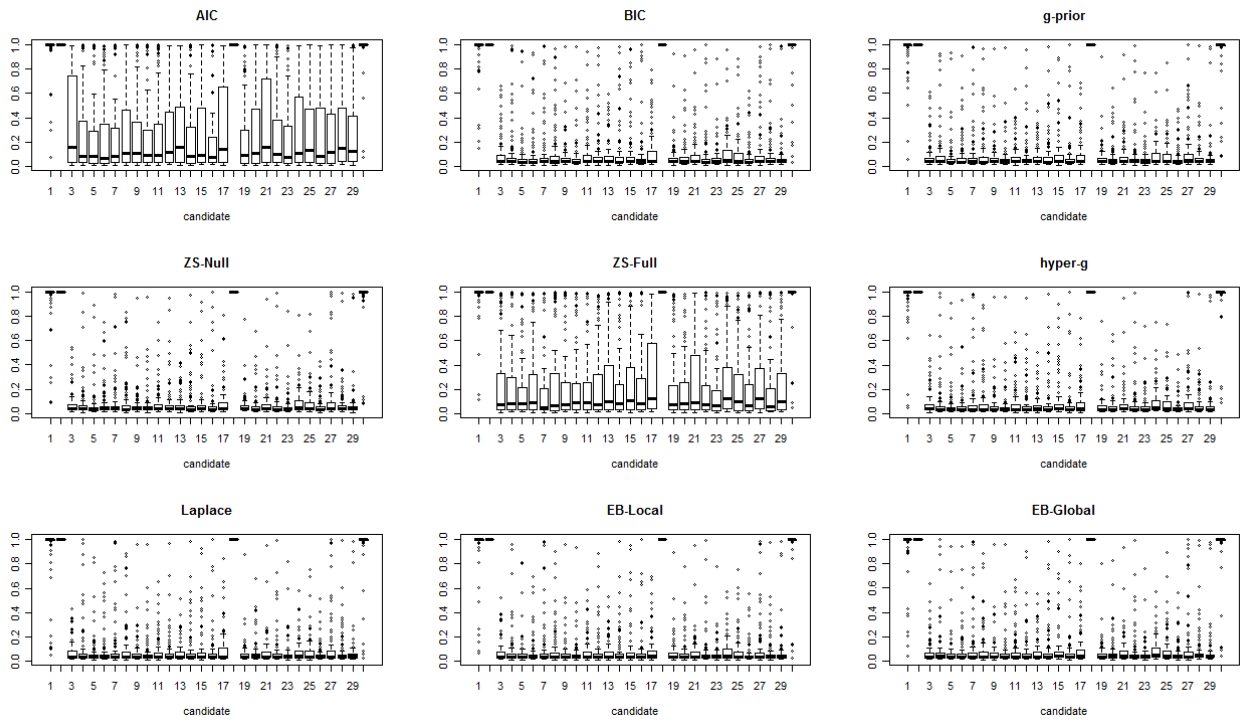 AIC
BIC
g-prior
0.0 0.2 0.4 0.6 0.8 1.0
0.0 0.2 0.4 0.6 0.8 1.0
0.0 0.2 0.4 0.6 0.8 1.0
1 3 5 7 9 11 13 15 17 19 21 23 25 27 29
1 3 5 7 9 11 13 15 17 19 21 23 25 27 29
1 3 5 7 9 11 13 15 17 19 21 23 25 27 29
candidate
candidate
candidate
ZS-Null
ZS-Full
hyper-g
0.0 0.2 0.4 0.6 0.8 1.0
0.0 0.2 0.4 0.6 0.8 1.0
0.0 0.2 0.4 0.6 0.8 1.0
1 3 5 7 9 11 13 15 17 19 21 23 25 27 29
1 3 5 7 9 11 13 15 17 19 21 23 25 27 29
1 3 5 7 9 11 13 15 17 19 21 23 25 27 29
candidate
candidate
candidate
Laplace
EB-Local
EB-Global
0.0 0.2 0.4 0.6 0.8 1.0
0.0 0.2 0.4 0.6 0.8 1.0
0.0 0.2 0.4 0.6 0.8 1.0
1 3 5 7 9 11 13 15 17 19 21 23 25 27 29
1 3 5 7 9 11 13 15 17 19 21 23 25 27 29
1 3 5 7 9 11 13 15 17 19 21 23 25 27 29
candidate
candidate
candidate